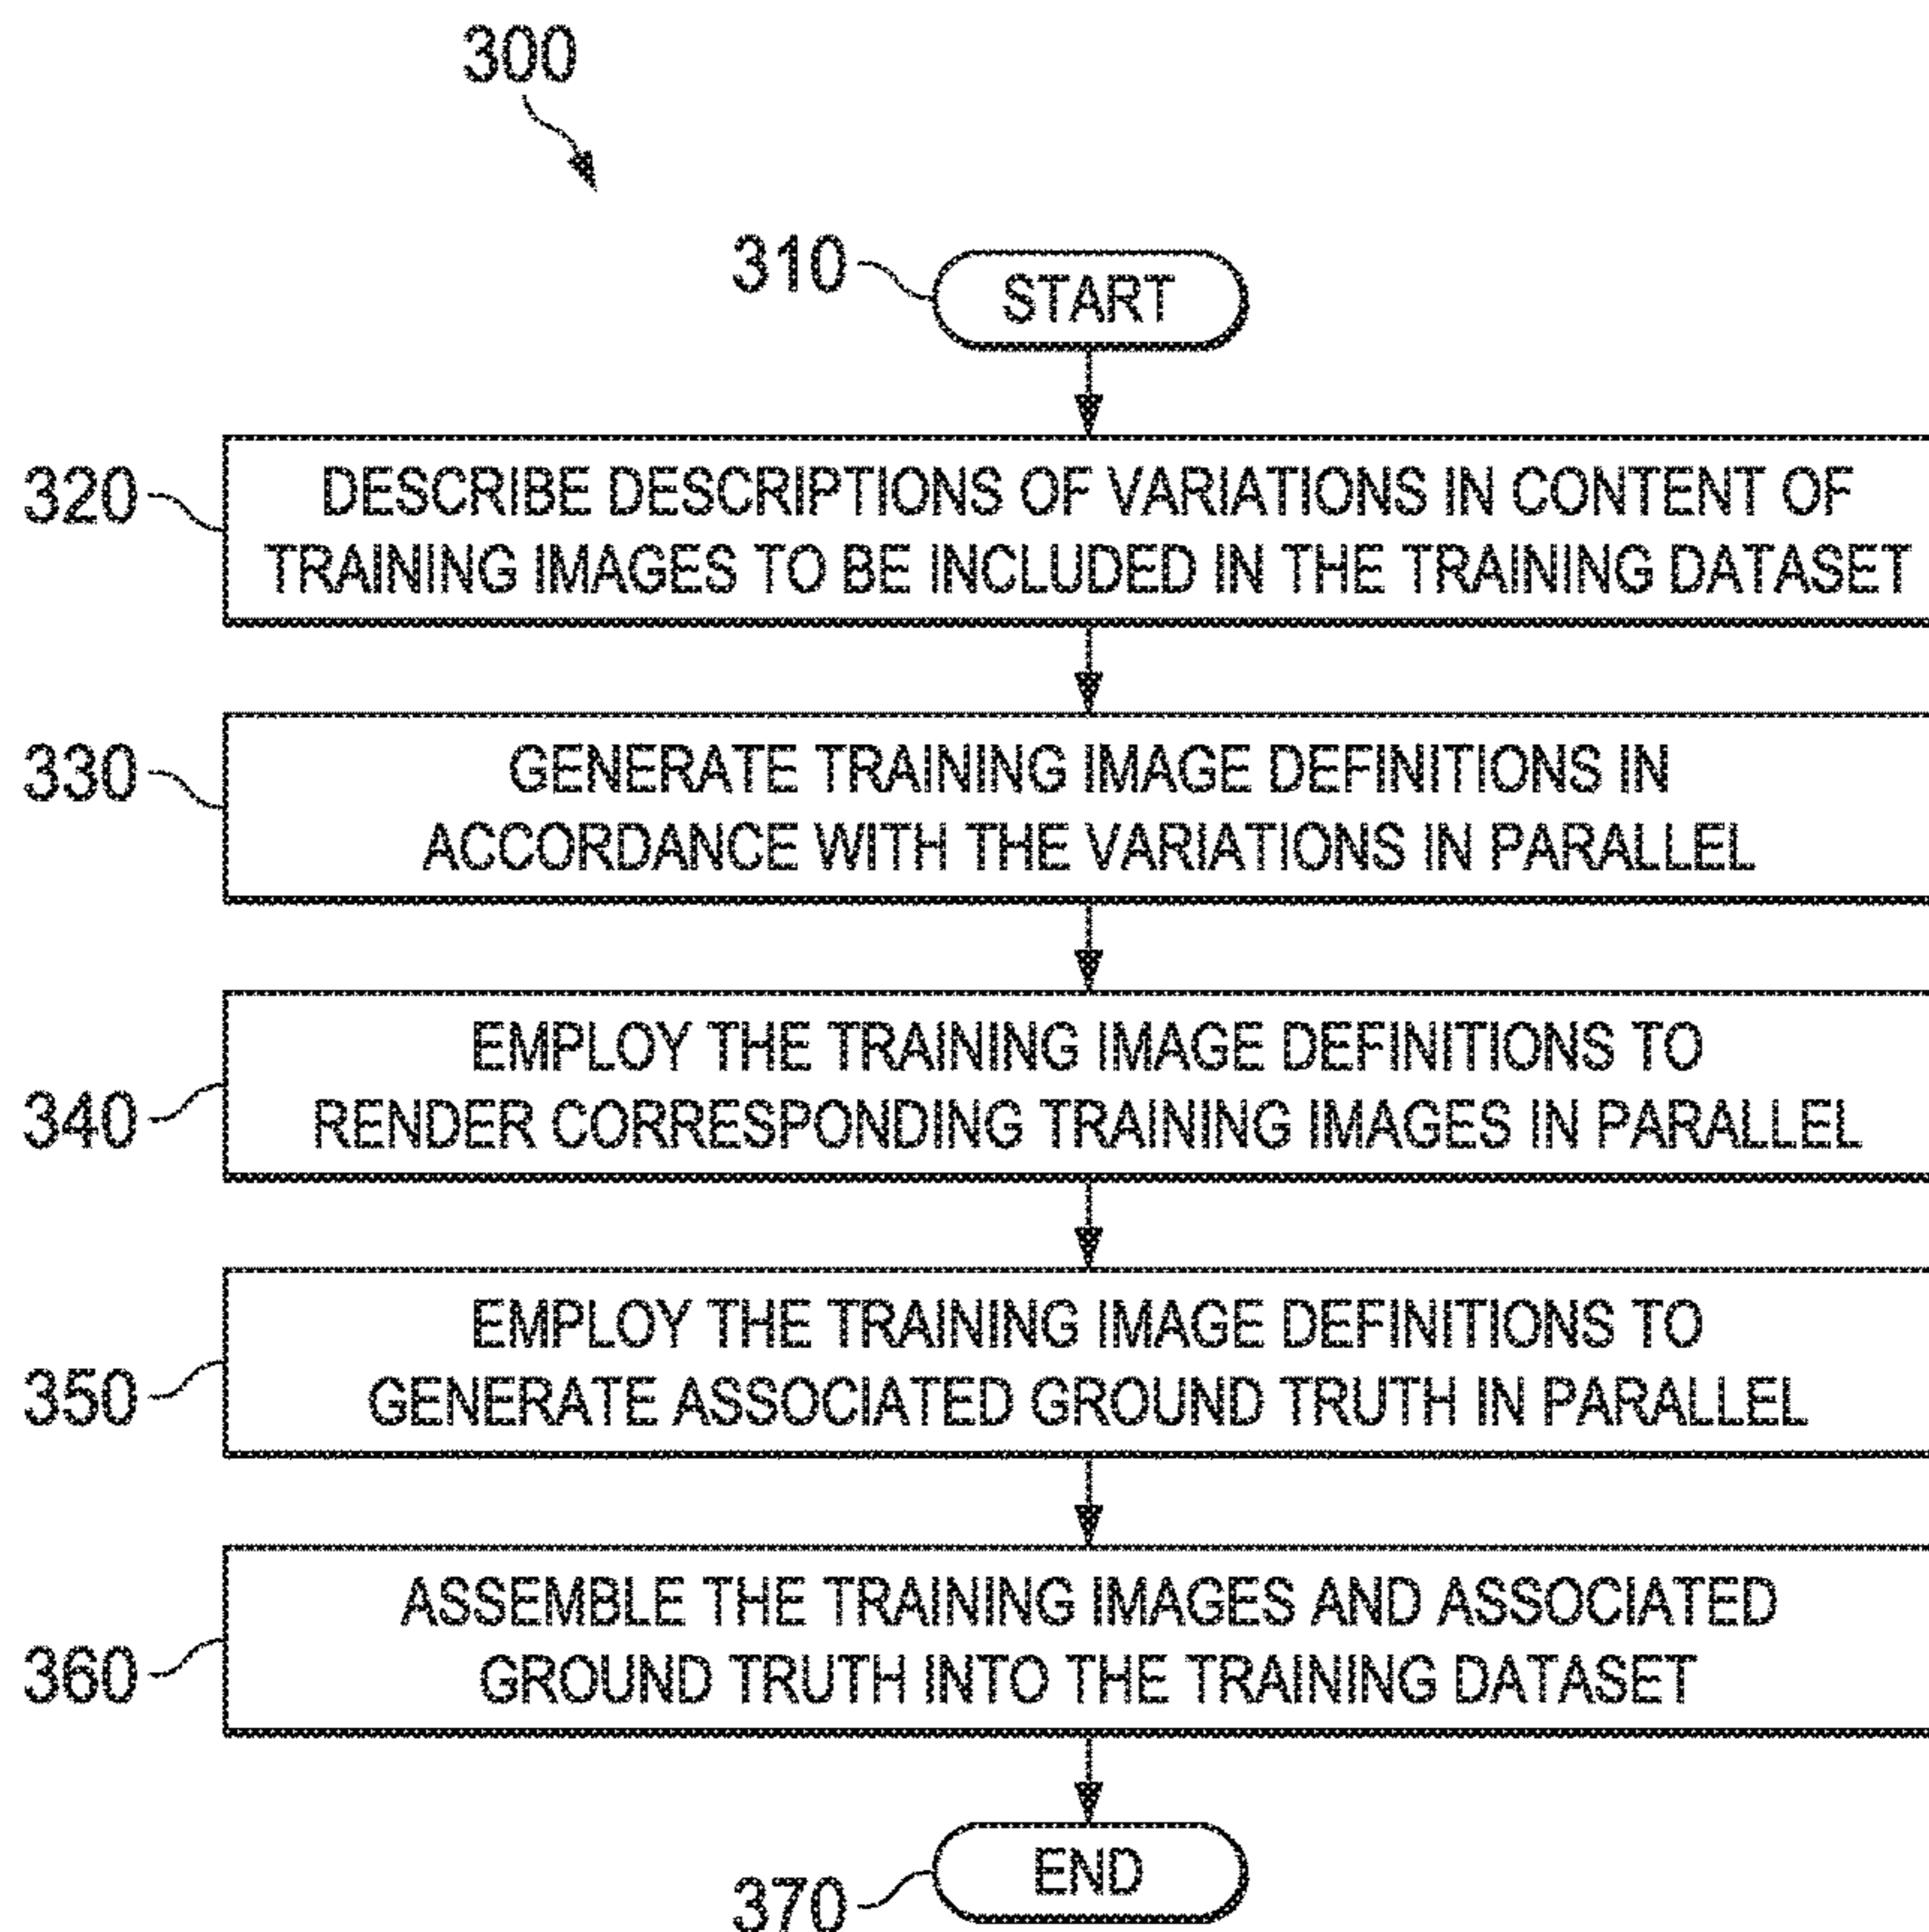 300
310
START
320
DESCRIBE DESCRIPTIONS OF VARIATIONS IN CONTENT OF
TRAINING IMAGES TO BE INCLUDED IN THE TRAINING DATASET
330
GENERATE TRAINING IMAGE DEFINITIONS IN
ACCORDANCE WITH THE VARIATIONS IN PARALLEL
340
EMPLOY THE TRAINING IMAGE DEFINITIONS TO
RENDER CORRESPONDING TRAINING IMAGES IN PARALLEL
350
EMPLOY THE TRAINING IMAGE DEFINITIONS TO
GENERATE ASSOCIATED GROUND TRUTH IN PARALLEL
360
ASSEMBLE THE TRAINING IMAGES AND ASSOCIATED
GROUND TRUTH INTO THE TRAINING DATASET
370
END